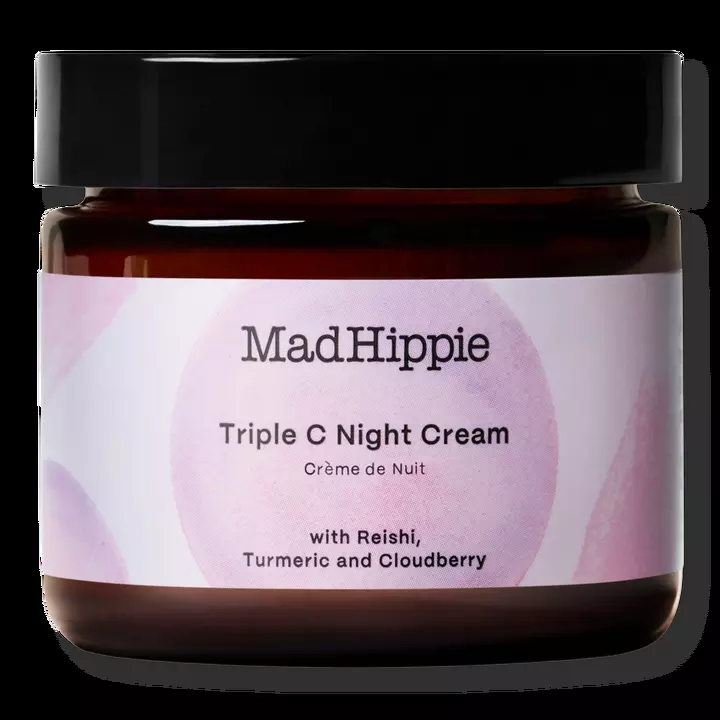 MadHippie
Triple C Night Cream
Crème de Nuit
with Reishi,
Turmeric and Cloudberry